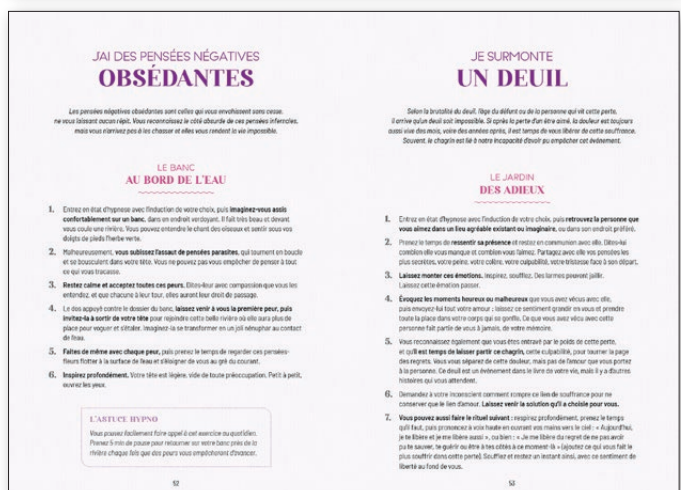 J'AI DES PENSÉES NÉGATIVES
OBSÉDANTES
Les pensées négatives obsédantes sont celles qui vous envahissent sans cesse,
ne vous laissant aucun répit. Vous reconnaissez le côté absurde de ces pensées infernales,
mais vous n'arrivez pas à les chasser et elles vous rendent la vie impossible.
LE BANC
AU BORD DE L'EAU
1. Entrez en état d'hypnose avec l'induction de votre choix, puis imaginez-vous assis
confortablement sur un banc, dans un endroit verdoyant. Il fait très beau et devant
vous coule une rivière. Vous pouvez entendre le chant des oiseaux et sentir sous vos
doigts de pieds l'herbe verte.
2. Malheureusement, vous subissez l'assaut de pensées parasites, qui tournent en boucle
et se bousculent dans votre tête. Vous ne pouvez pas vous empêcher de penser à tout
ce qui vous tracasse.
3. Restez calme et acceptez toutes ces peurs. Dites-leur avec compassion que vous les
entendez, et que chacune à leur tour, elles auront leur droit de passage.
4. Le dos appuyé contre le dossier du banc, laissez venir à vous la première peur, puis
invitez-la à sortir de votre tête pour rejoindre cette belle rivière où elle aura plus de
place pour voguer et s'étaler. Imaginez-la se transformer en un joli nénuphar au contact
de l'eau.
5. Faites de même avec chaque peur, puis prenez le temps de regarder ces pensées-
fleurs flotter à la surface de l'eau et s'éloigner de vous au gré du courant.
6. Inspirez profondément. Votre tête est légère, vide de toute préoccupation. Petit à petit,
ouvrez les yeux.
L'ASTUCE HYPNO
Vous pouvez facilement faire appel à cet exercice au quotidien.
Prenez 5 min de pause pour retourner sur votre banc près de la
rivière chaque fois que des peurs vous empêcheront d'avancer.
52
JE SURMONTE
UN DEUIL
Selon la brutalité du deuil, l'âge du défunt ou de la personne qui vit cette perte,
il arrive qu'un deuil soit impossible. Si après la perte d'un être aimé, la douleur est toujours
aussi vive des mois, voire des années après, il est temps de vous libérer de cette souffrance.
Souvent, le chagrin est lié à notre incapacité d'avoir pu empêcher cet événement.
LE JARDIN
DES ADIEUX
1. Entrez en état d'hypnose avec l'induction de votre choix, puis retrouvez la personne que
vous aimez dans un lieu agréable existant ou imaginaire, ou dans son endroit préféré.
2. Prenez le temps de ressentir sa présence et restez en communion avec elle. Dites-lui
combien elle vous manque et combien vous l'aimez. Partagez avec elle vos pensées les
plus secrètes, votre peine, votre colère, votre culpabilité, votre tristesse face à son départ.
3. Laissez monter ces émotions. Inspirez, soufflez. Des larmes peuvent jaillir.
Laissez cette émotion passer.
4. Évoquez les moments heureux ou malheureux que vous avez vécus avec elle,
puis envoyez-lui tout votre amour : laissez ce sentiment grandir en vous et prendre
toute la place dans votre corps qui se gonfle. Ce que vous avez vécu avec cette
personne fait partie de vous à jamais, de votre mémoire.
5. Vous reconnaissez également que vous êtes entravé par le poids de cette perte,
et qu'il est temps de laisser partir ce chagrin, cette culpabilité, pour tourner la page
des regrets. Vous vous séparez de cette douleur, mais pas de l'amour que vous portez
à la personne. Ce deuil est un événement dans le livre de votre vie, mais il y a d'autres
histoires qui vous attendent.
6. Demandez à votre inconscient comment rompre ce lien de souffrance pour ne
conserver que le lien d'amour. Laissez venir la solution qu'il a choisie pour vous.
7. Vous pouvez aussi faire le rituel suivant : respirez profondément, prenez le temps
qu'il faut, puis prononcez à voix haute en ouvrant vos mains vers le ciel : « Aujourd'hui,
je te libère et je me libère aussi », ou bien : « Je me libère du regret de ne pas avoir
pu te sauver, te guérir ou être à tes côtés à ce moment-là » (ajoutez ce qui vous fait le
plus souffrir dans cette perte). Soufflez et restez un instant ainsi, avec ce sentiment de
liberté au fond de vous.
53